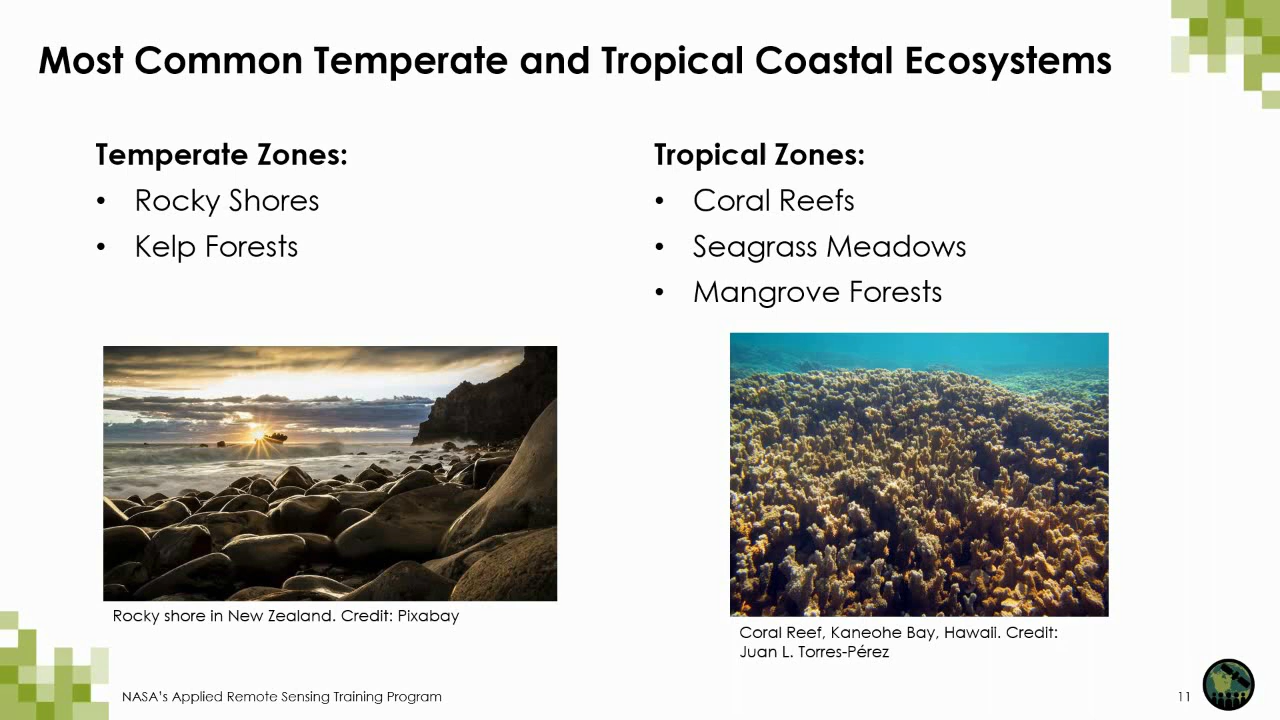 Most Common Temperate and Tropical Coastal Ecosystems
Temperate Zones:
• Rocky Shores
• Kelp Forests
Tropical Zones:
• Coral Reefs
• Seagrass Meadows
• Mangrove Forests
Rocky shore in New Zealand. Credit: Pixabay
Coral Reef, Kaneohe Bay, Hawaii. Credit:
Juan L. Torres-Pérez
NASA's Applied Remote Sensing Training Program
11